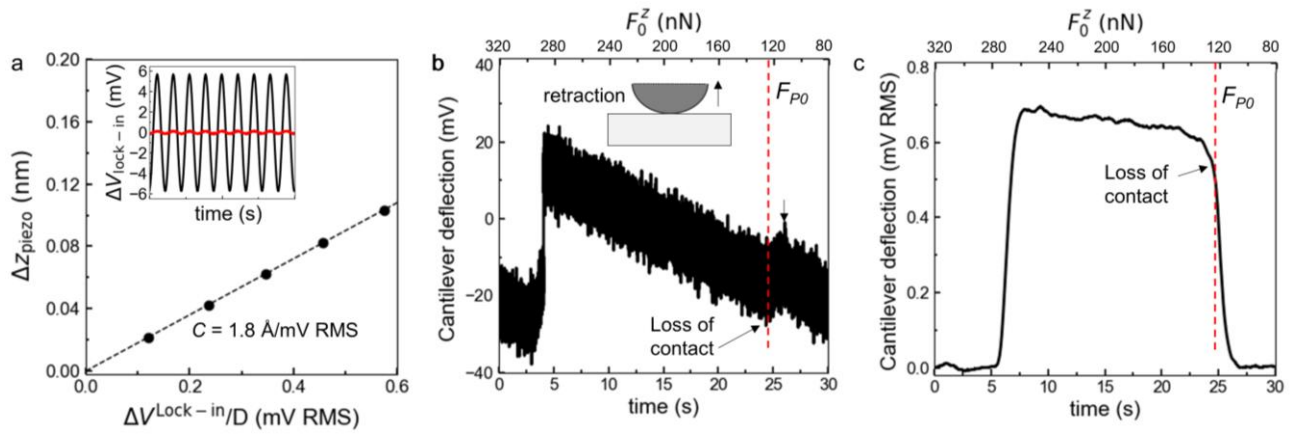 a
0.20
0.16
0.12
0.08
0.04
0.00
Δz_piezo (nm)
0.0 0.2 0.4 0.6
ΔV^Lock – in/D (mV RMS)
C = 1.8 Å/mV RMS
6
4
2
0
−2
−4
−6
ΔV_lock – in (mV)
time (s)
b
F_0^z (nN)
320 280 240 200 160 120 80
40
20
0
−20
−40
Cantilever deflection (mV)
retraction
F_P0
Loss of
contact
0 5 10 15 20 25 30
time (s)
c
F_0^z (nN)
320 280 240 200 160 120 80
0.8
0.6
0.4
0.2
0.0
Cantilever deflection (mV RMS)
F_P0
Loss of
contact
0 5 10 15 20 25 30
time (s)